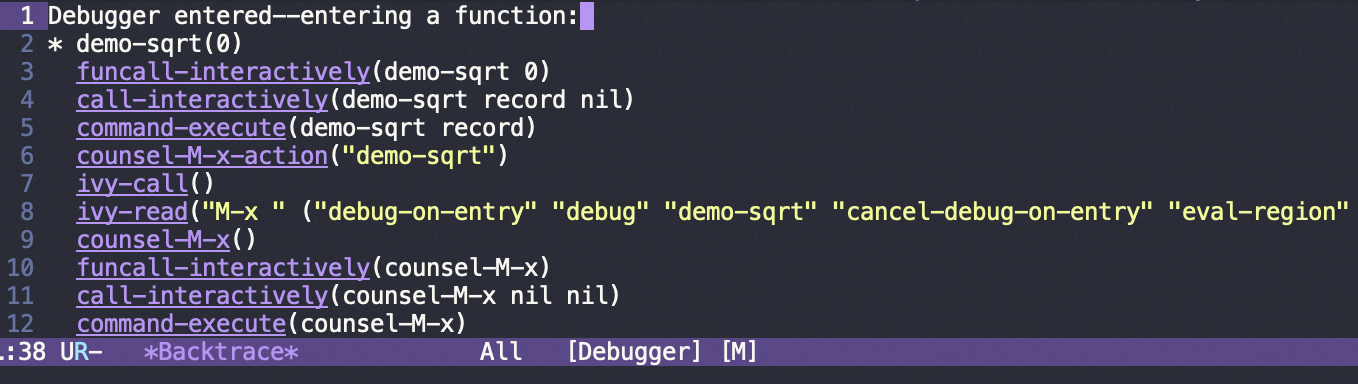 1 Debugger entered--entering a function:
2 * demo-sqrt(0)
3   funcall-interactively(demo-sqrt 0)
4   call-interactively(demo-sqrt record nil)
5   command-execute(demo-sqrt record)
6   counsel-M-x-action("demo-sqrt")
7   ivy-call()
8   ivy-read("M-x " ("debug-on-entry" "debug" "demo-sqrt" "cancel-debug-on-entry" "eval-region"
9   counsel-M-x()
10   funcall-interactively(counsel-M-x)
11   call-interactively(counsel-M-x nil nil)
12   command-execute(counsel-M-x)
.:38 UR-   *Backtrace*   All   [Debugger] [M]